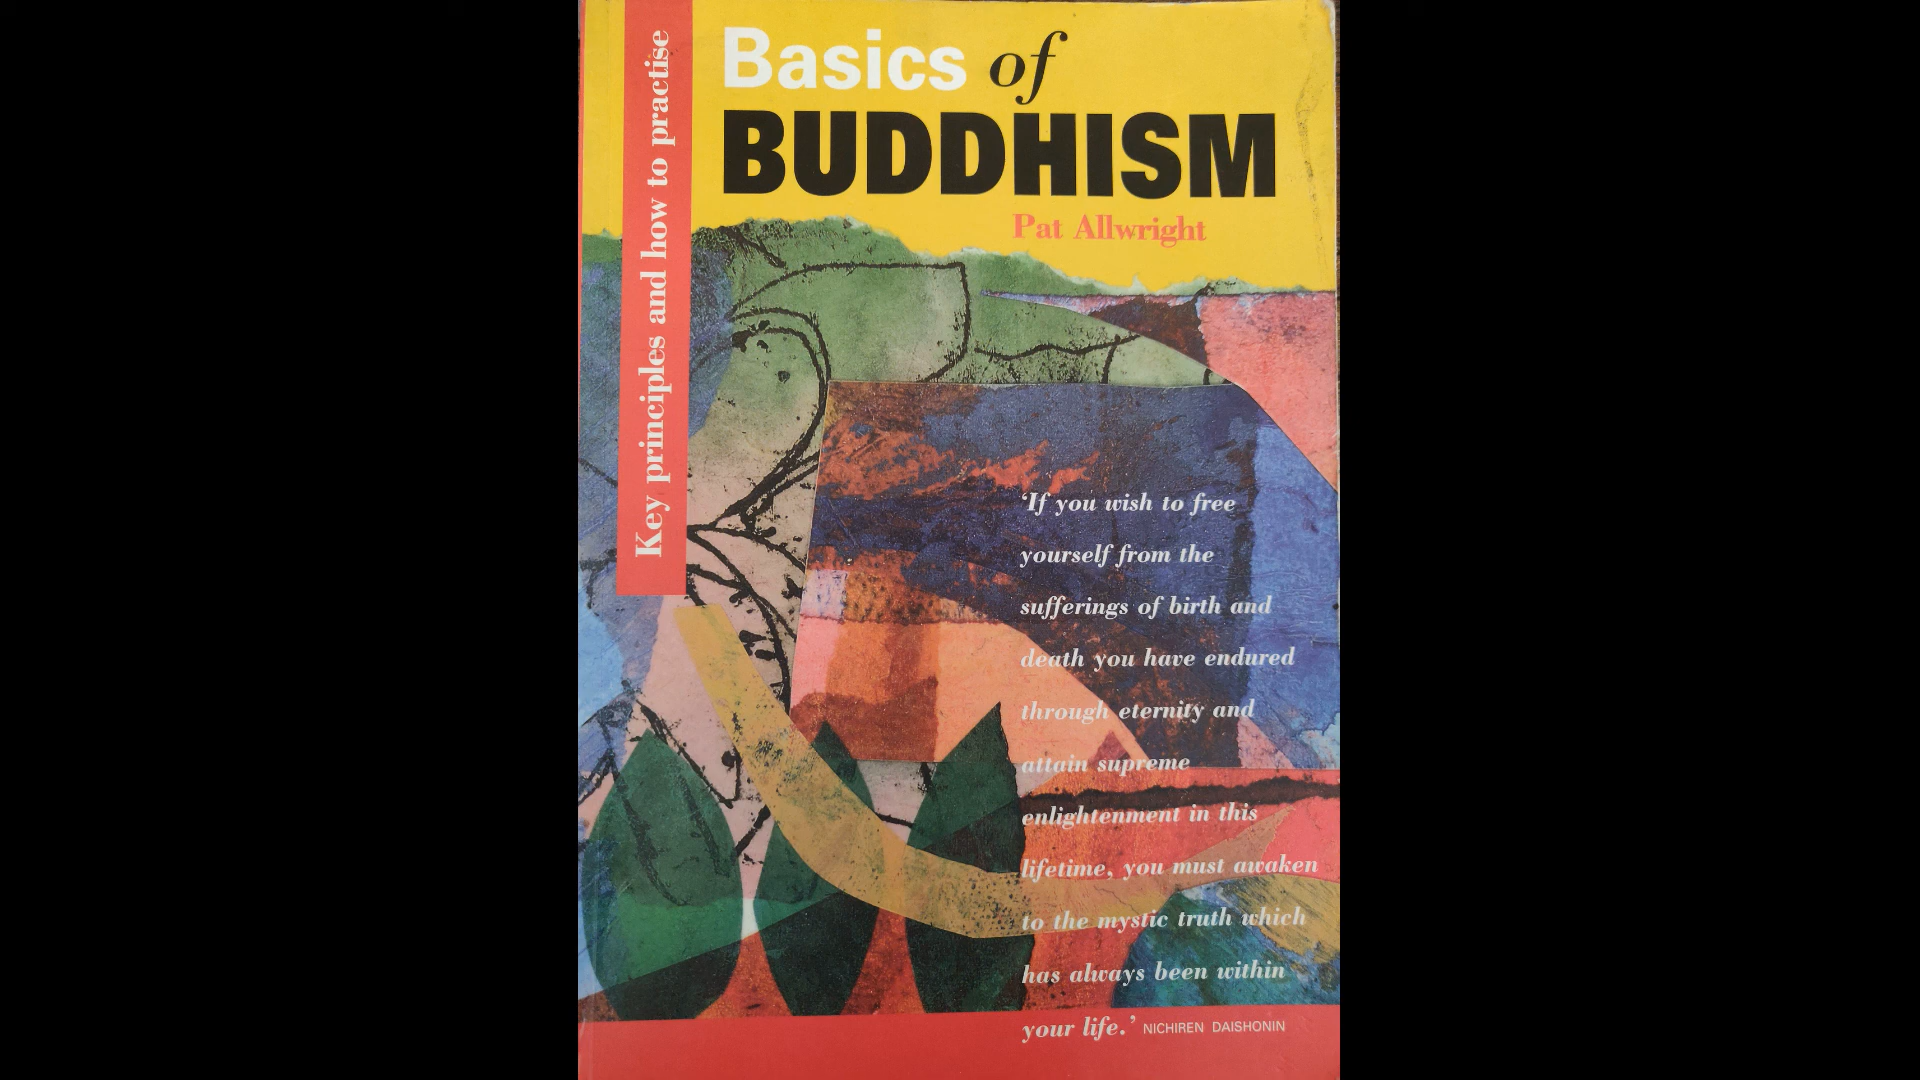 Basics of
BUDDHISM
Pat Allwright
Key principles and how to practise
‘If you wish to free
yourself from the
sufferings of birth and
death you have endured
through eternity and
attain supreme
enlightenment in this
lifetime, you must awaken
to the mystic truth which
has always been within
your life.’ NICHIREN DAISHONIN